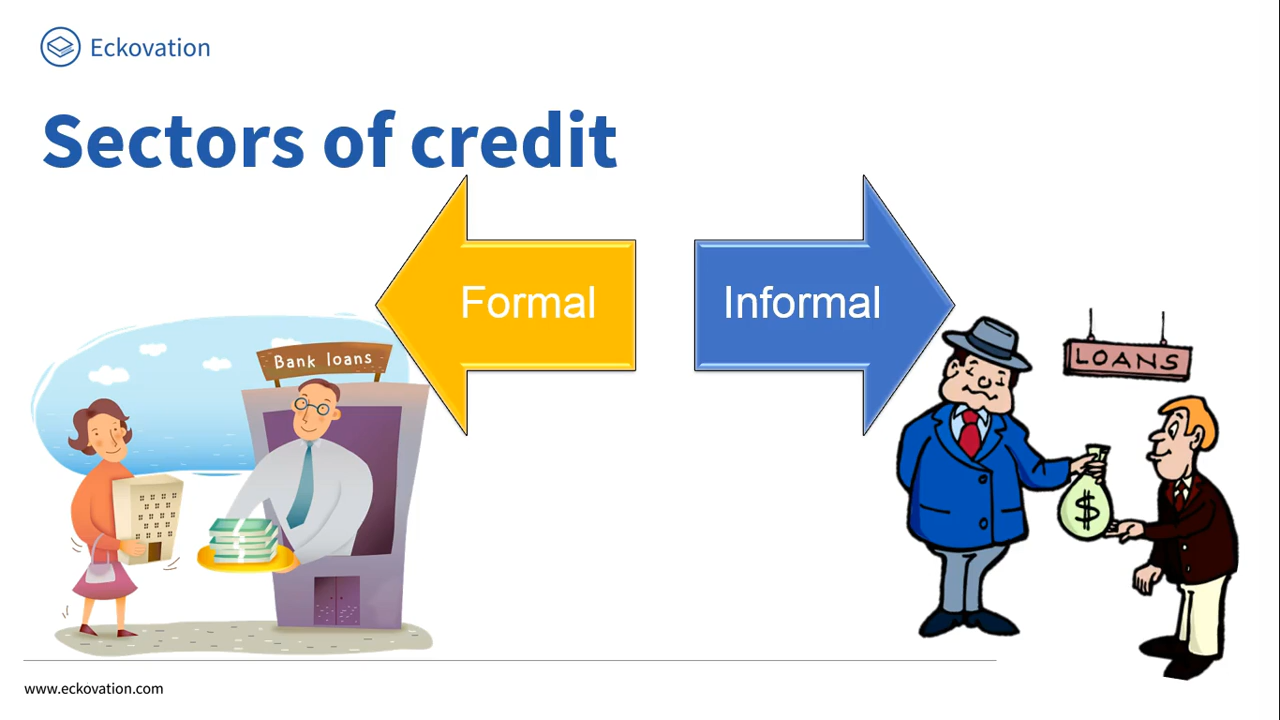 Eckovation
Sectors of credit
Formal
Informal
Bank loans
LOANS
$
www.eckovation.com